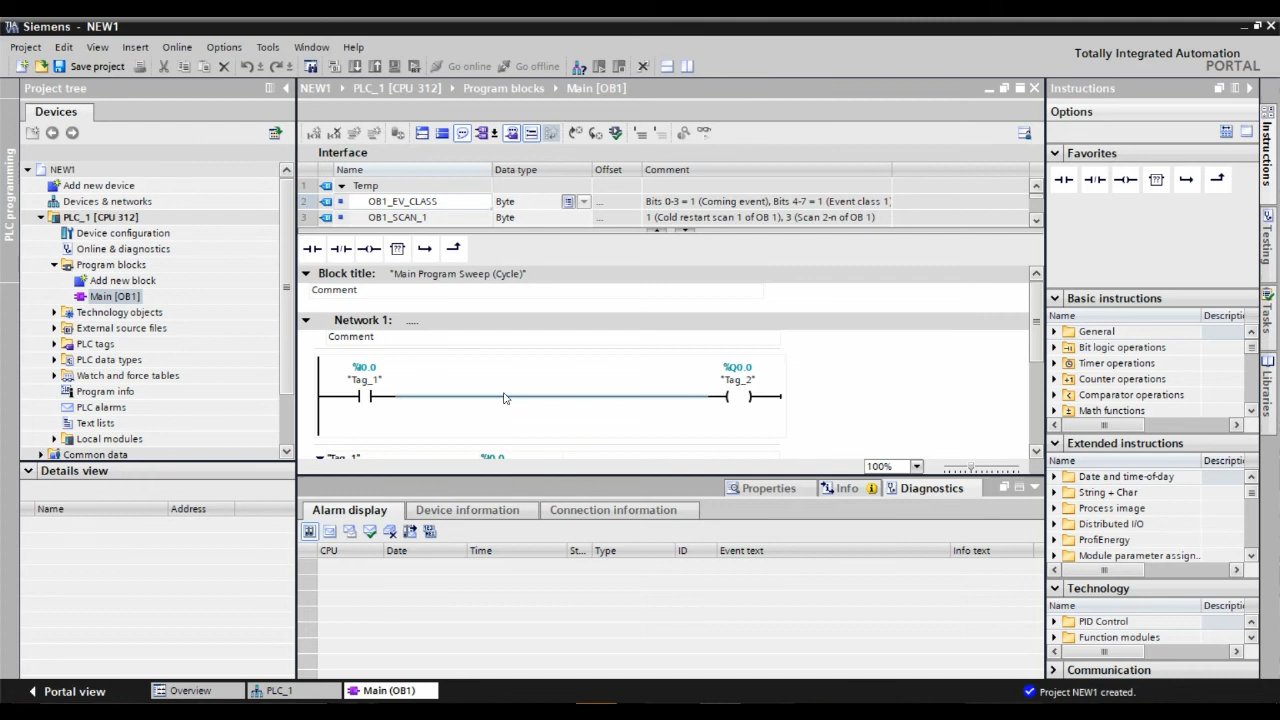 Siemens - NEW1
Project Edit View Insert Online Options Tools Window Help
Totally Integrated Automation
PORTAL
Save project Go online Go offline
Project tree
NEW1 PLC_1 [CPU 312] Program blocks Main [OB1]
Instructions
Devices
Options
NEW1
Add new device
Devices & networks
PLC_1 [CPU 312]
Device configuration
Online & diagnostics
Program blocks
Add new block
Main [OB1]
Technology objects
External source files
PLC tags
PLC data types
Watch and force tables
Program info
PLC alarms
Text lists
Local modules
Common data
Details view
Name Address
PLC programming
Interface
Name Data type Offset Comment
1 Temp
2 OB1_EV_CLASS Byte ... Bits 0-3 = 1 (Coming event), Bits 4-7 = 1 (Event class 1)
3 OB1_SCAN_1 Byte ... 1 (Cold restart scan 1 of OB 1), 3 (Scan 2-n of OB 1)
Block title: "Main Program Sweep (Cycle)"
Comment
Network 1: .....
Comment
%I0.0
"Tag_1"
%Q0.0
"Tag_2"
"Tag_1" %I0.0
100%
Properties Info Diagnostics
Alarm display Device information Connection information
CPU Date Time St... Type ID Event text Info text
Favorites
Basic instructions
Name Descripti
General
Bit logic operations
Timer operations
Counter operations
Comparator operations
Math functions
Extended instructions
Name Descripti
Date and time-of-day
String + Char
Process image
Distributed I/O
ProfiEnergy
Module parameter assign..
Technology
Name Descripti
PID Control
Function modules
Communication
Instructions
Testing
Tasks
Libraries
Portal view Overview PLC_1 Main (OB1)
Project NEW1 created.